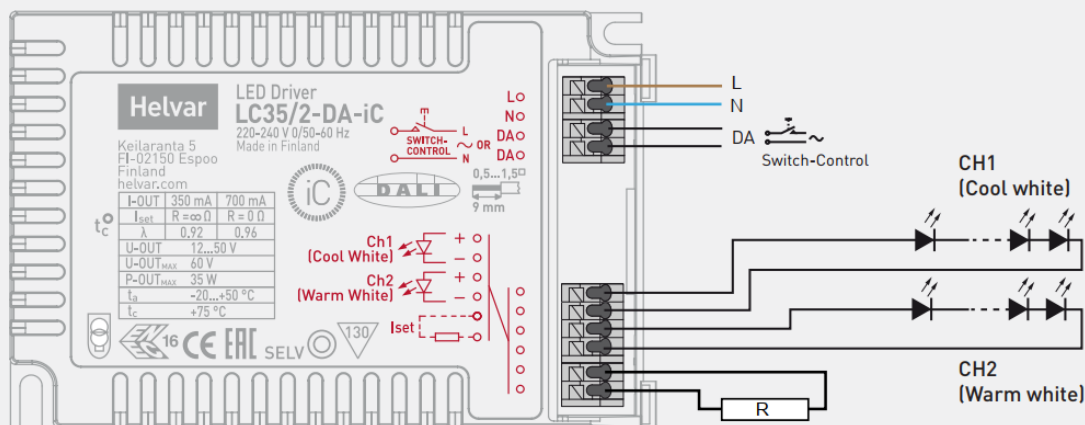 Helvar
LED Driver
LC35/2-DA-iC
220-240 V 0/50-60 Hz
Made in Finland
Keilaranta 5
FI-02150 Espoo
Finland
helvar.com
I-OUT 350 mA 700 mA
Iset R=∞ Ω R = 0 Ω
λ 0.92 0.96
U-OUT 12...50 V
U-OUTMAX 60 V
P-OUTMAX 35 W
ta -20...+50 °C
tc +75 °C
tc
16 CE EAC SELV 130
iC
DALI
SWITCH-
CONTROL
L
N
~ OR
L
N
DA
DA
0,5...1,5
9 mm
Ch1
(Cool White)
+
-
Ch2
(Warm White)
+
-
Iset
L
N
DA ~
Switch-Control
CH1
(Cool white)
CH2
(Warm white)
R